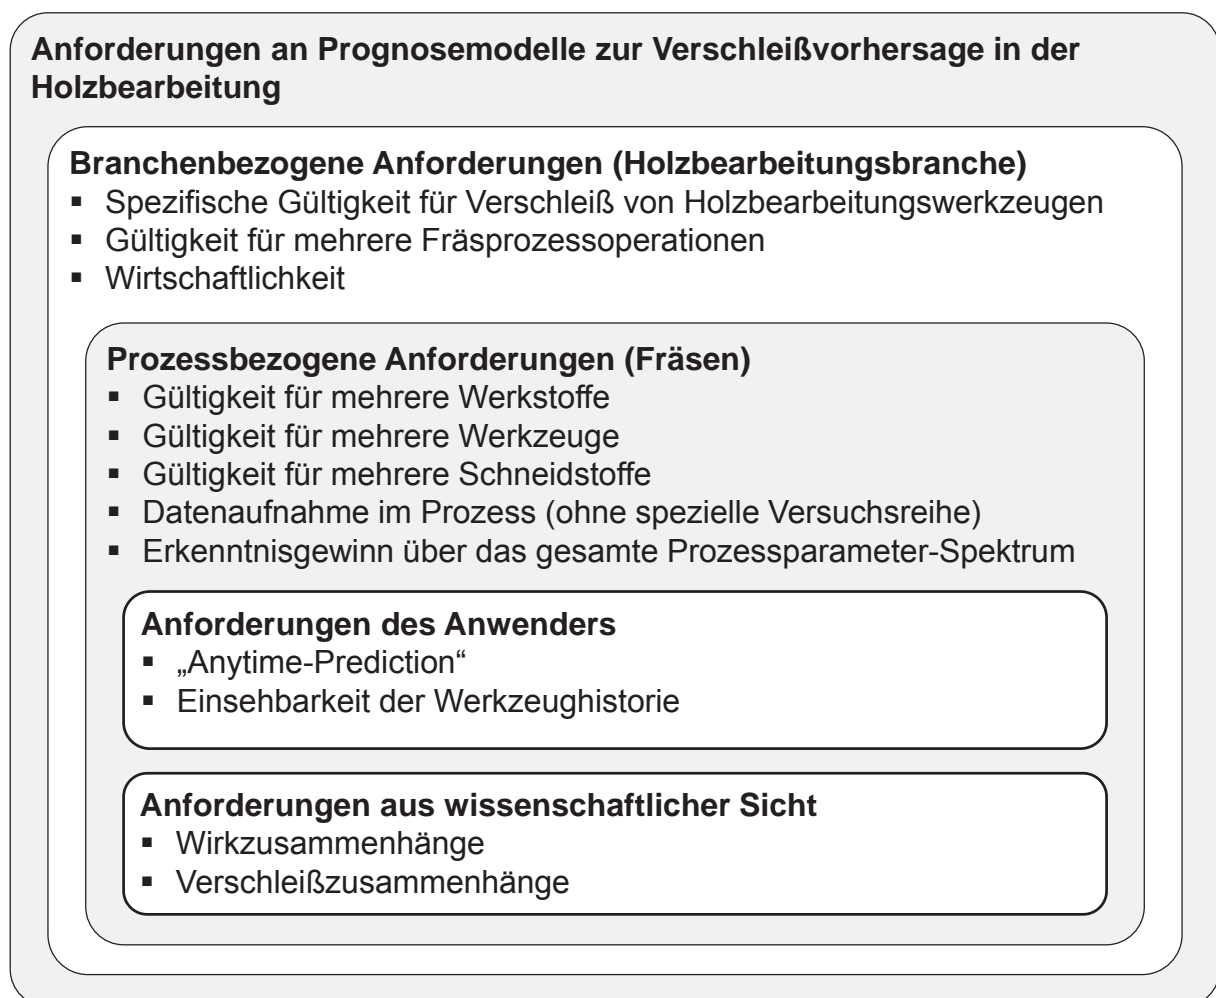 Anforderungen an Prognosemodelle zur Verschleißvorhersage in der
Holzbearbeitung
Branchenbezogene Anforderungen (Holzbearbeitungsbranche)
▪ Spezifische Gültigkeit für Verschleiß von Holzbearbeitungswerkzeugen
▪ Gültigkeit für mehrere Fräsprozessoperationen
▪ Wirtschaftlichkeit
Prozessbezogene Anforderungen (Fräsen)
▪ Gültigkeit für mehrere Werkstoffe
▪ Gültigkeit für mehrere Werkzeuge
▪ Gültigkeit für mehrere Schneidstoffe
▪ Datenaufnahme im Prozess (ohne spezielle Versuchsreihe)
▪ Erkenntnisgewinn über das gesamte Prozessparameter-Spektrum
Anforderungen des Anwenders
▪ „Anytime-Prediction“
▪ Einsehbarkeit der Werkzeughistorie
Anforderungen aus wissenschaftlicher Sicht
▪ Wirkzusammenhänge
▪ Verschleißzusammenhänge